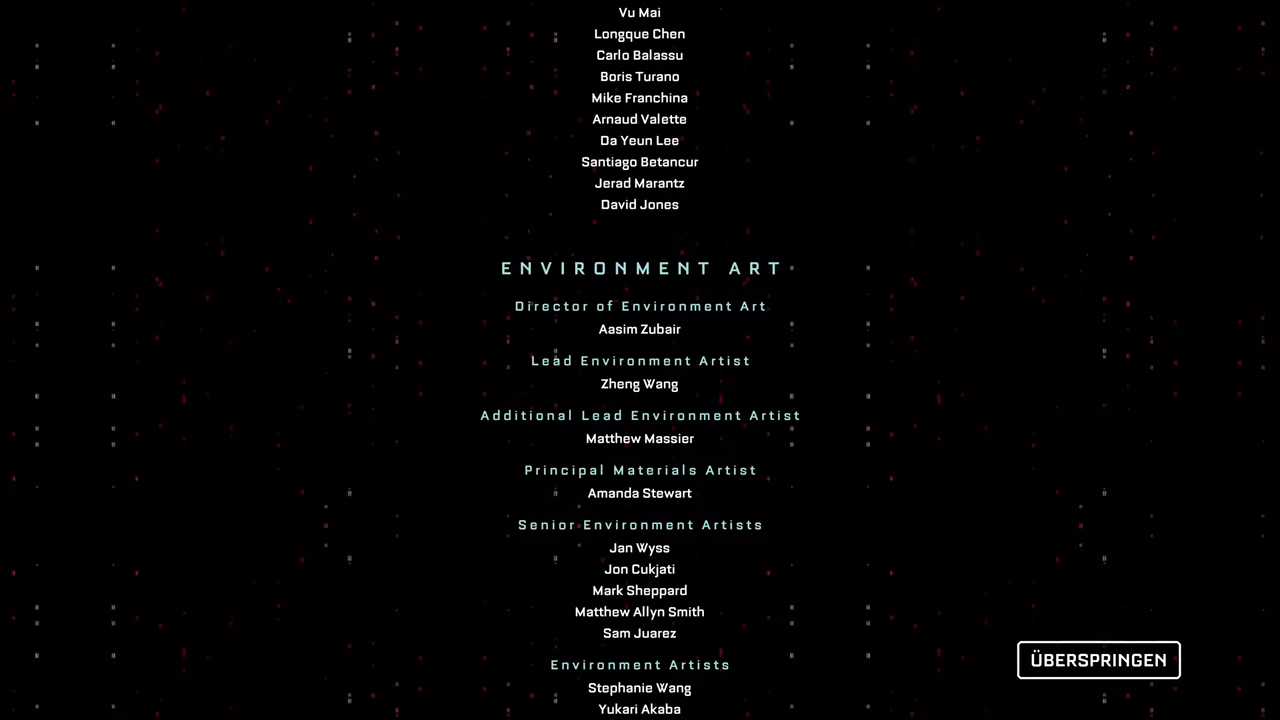 Vu Mai
Longque Chen
Carlo Balassu
Boris Turano
Mike Franchina
Arnaud Valette
Da Yeun Lee
Santiago Betancur
Jerad Marantz
David Jones
ENVIRONMENT ART
Director of Environment Art
Aasim Zubair
Lead Environment Artist
Zheng Wang
Additional Lead Environment Artist
Matthew Massier
Principal Materials Artist
Amanda Stewart
Senior Environment Artists
Jan Wyss
Jon Cukjati
Mark Sheppard
Matthew Allyn Smith
Sam Juarez
ÜBERSPRINGEN
Environment Artists
Stephanie Wang
Yukari Akaba